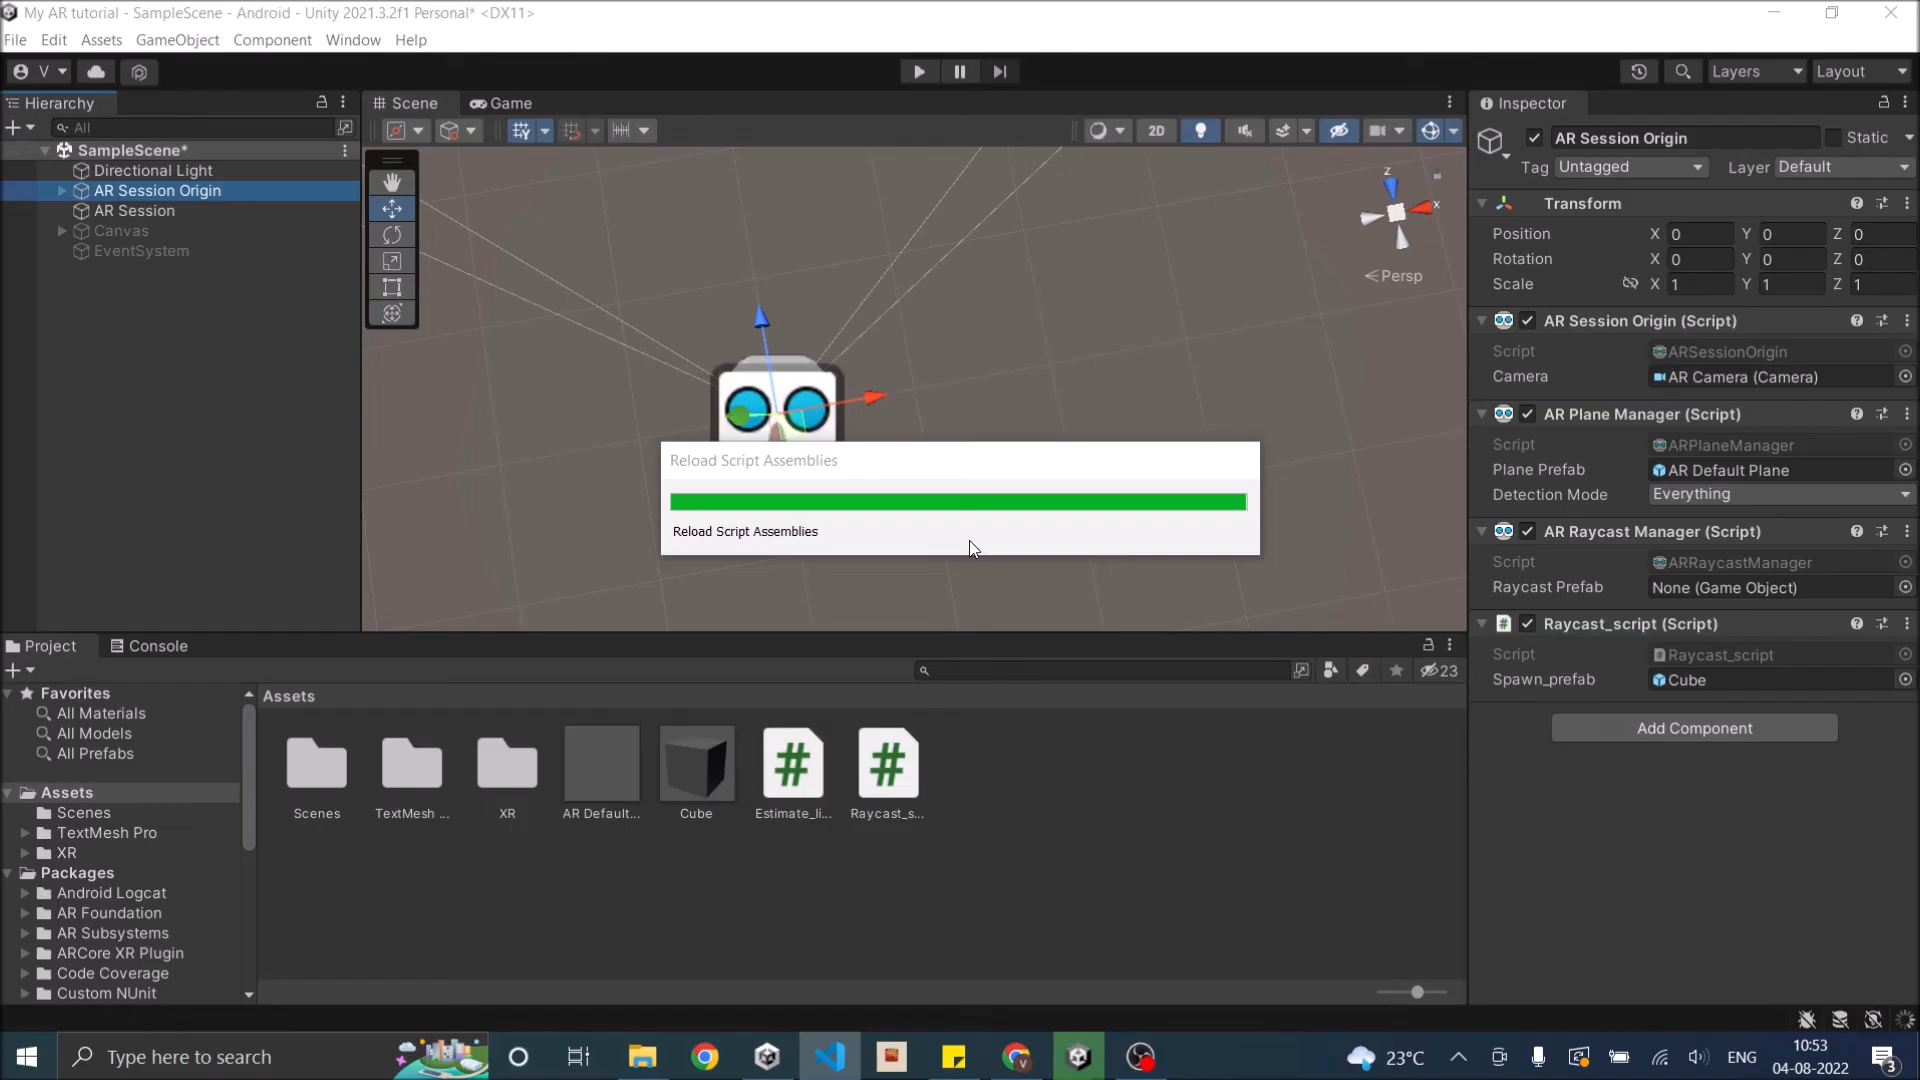 My AR tutorial - SampleScene - Android - Unity 2021.3.2f1 Personal* <DX11>
File Edit Assets GameObject Component Window Help
V
Layers Layout
Hierarchy
All
SampleScene*
Directional Light
AR Session Origin
AR Session
Canvas
EventSystem
Scene Game
2D
z
x
Persp
Reload Script Assemblies
Reload Script Assemblies
Inspector
AR Session Origin Static
Tag Untagged Layer Default
Transform
Position X 0 Y 0 Z 0
Rotation X 0 Y 0 Z 0
Scale X 1 Y 1 Z 1
AR Session Origin (Script)
Script ARSessionOrigin
Camera AR Camera (Camera)
AR Plane Manager (Script)
Script ARPlaneManager
Plane Prefab AR Default Plane
Detection Mode Everything
AR Raycast Manager (Script)
Script ARRaycastManager
Raycast Prefab None (Game Object)
Raycast_script (Script)
Script Raycast_script
Spawn_prefab Cube
Add Component
Project Console
23
Favorites
All Materials
All Models
All Prefabs
Assets
Scenes
TextMesh Pro
XR
Packages
Android Logcat
AR Foundation
AR Subsystems
ARCore XR Plugin
Code Coverage
Custom NUnit
Assets
Scenes TextMesh ... XR AR Default... Cube Estimate_li... Raycast_s...
Type here to search
23°C ENG 10:53
04-08-2022
3